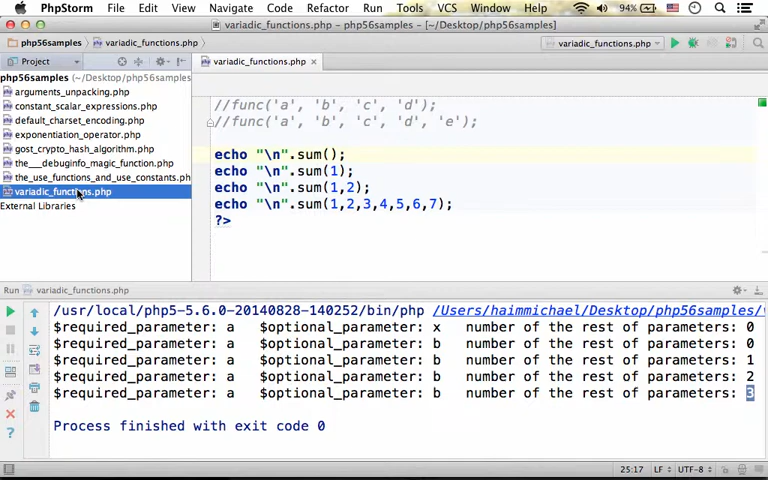 PhpStorm File Edit View Navigate Code Refactor Run Tools VCS Window Help 94%
variadic_functions.php - php56samples - [~/Desktop/php56samples]
php56samples variadic_functions.php variadic_functions.php
Project variadic_functions.php
php56samples (~/Desktop/php56samples)
arguments_unpacking.php
constant_scalar_expressions.php
default_charset_encoding.php
exponentiation_operator.php
gost_crypto_hash_algorithm.php
the___debuginfo_magic_function.php
the_use_functions_and_use_constants.ph
variadic_functions.php
External Libraries
//func('a', 'b', 'c', 'd');
//func('a', 'b', 'c', 'd', 'e');
echo "\n".sum();
echo "\n".sum(1);
echo "\n".sum(1,2);
echo "\n".sum(1,2,3,4,5,6,7);
?>
Run variadic_functions.php
/usr/local/php5-5.6.0-20140828-140252/bin/php /Users/haimmichael/Desktop/php56samples/
$required_parameter: a $optional_parameter: x number of the rest of parameters: 0
$required_parameter: a $optional_parameter: b number of the rest of parameters: 0
$required_parameter: a $optional_parameter: b number of the rest of parameters: 1
$required_parameter: a $optional_parameter: b number of the rest of parameters: 2
$required_parameter: a $optional_parameter: b number of the rest of parameters: 3
Process finished with exit code 0
25:17 LF UTF-8